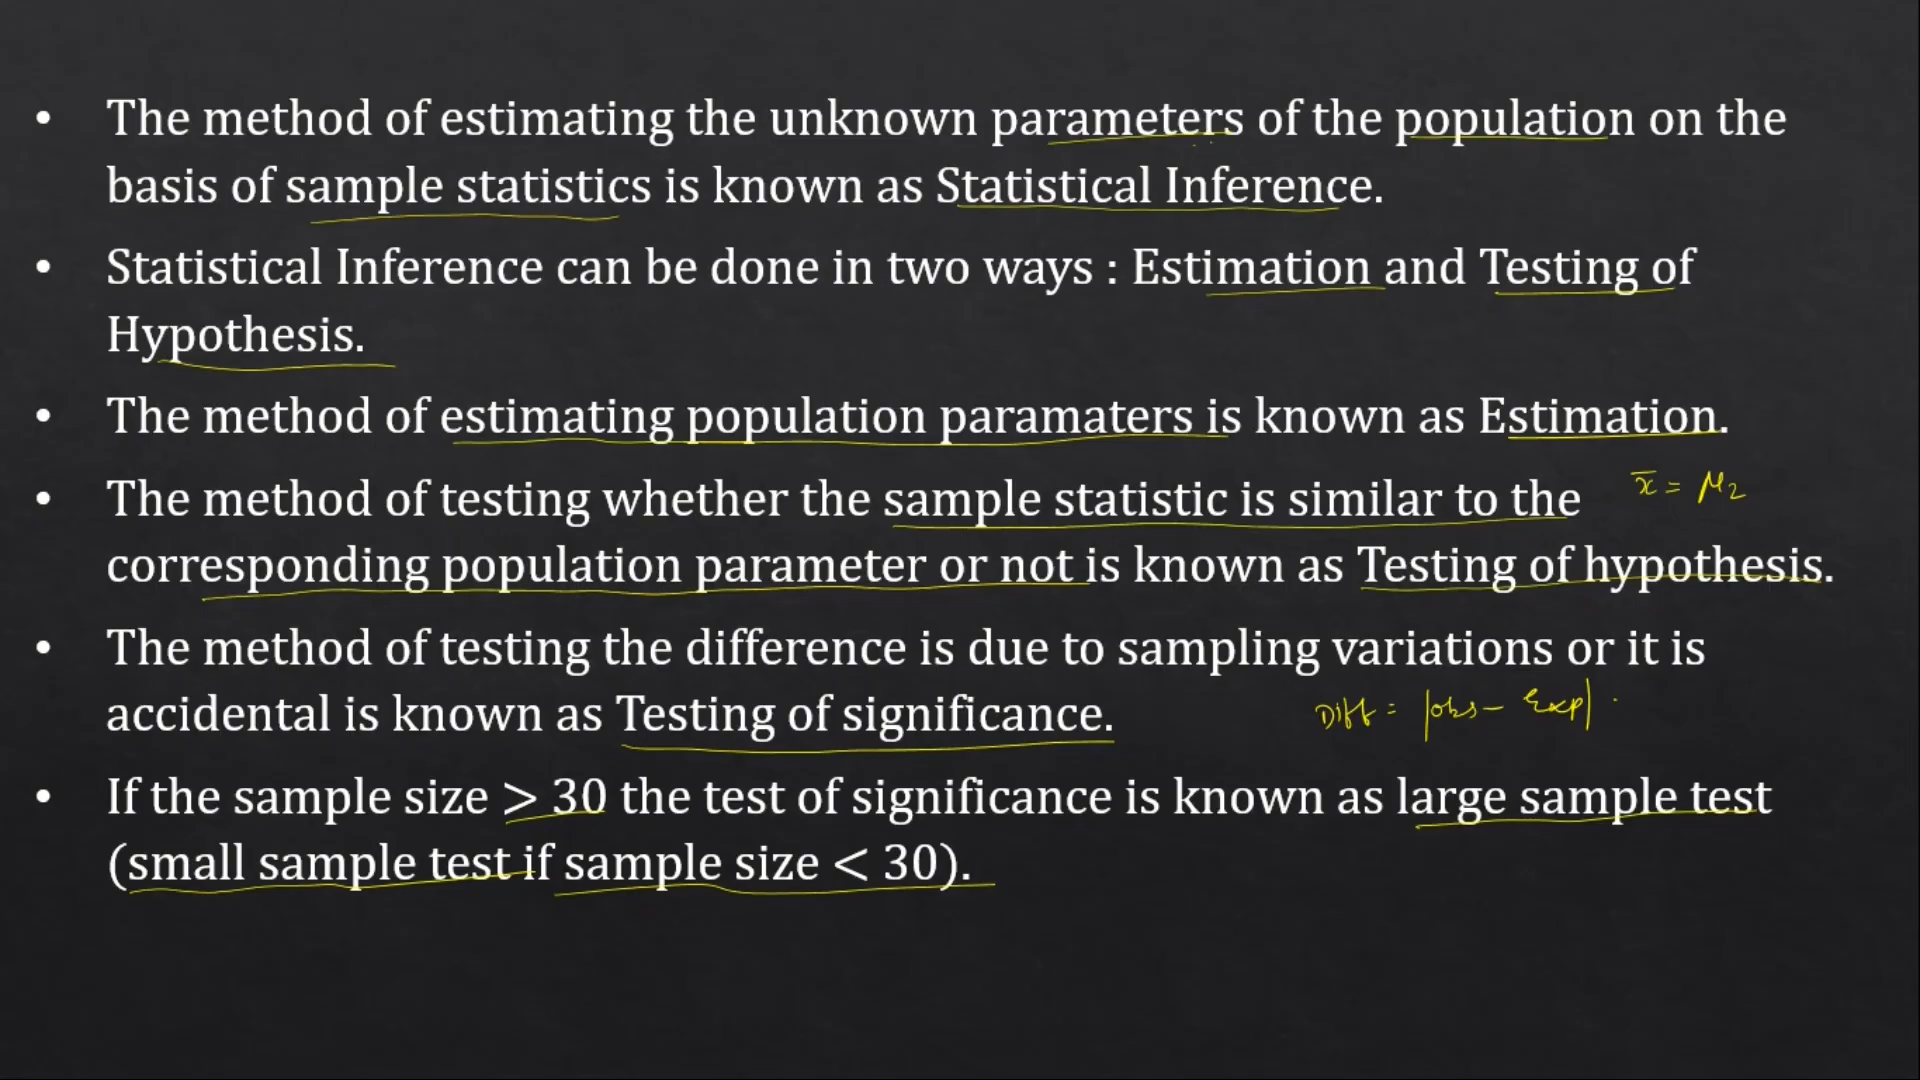 • The method of estimating the unknown parameters of the population on the
basis of sample statistics is known as Statistical Inference.
• Statistical Inference can be done in two ways : Estimation and Testing of
Hypothesis.
• The method of estimating population paramaters is known as Estimation.
• The method of testing whether the sample statistic is similar to the
x̄ = μ2
corresponding population parameter or not is known as Testing of hypothesis.
• The method of testing the difference is due to sampling variations or it is
accidental is known as Testing of significance.
Diff = |obs - Exp|
• If the sample size > 30 the test of significance is known as large sample test
(small sample test if sample size < 30).